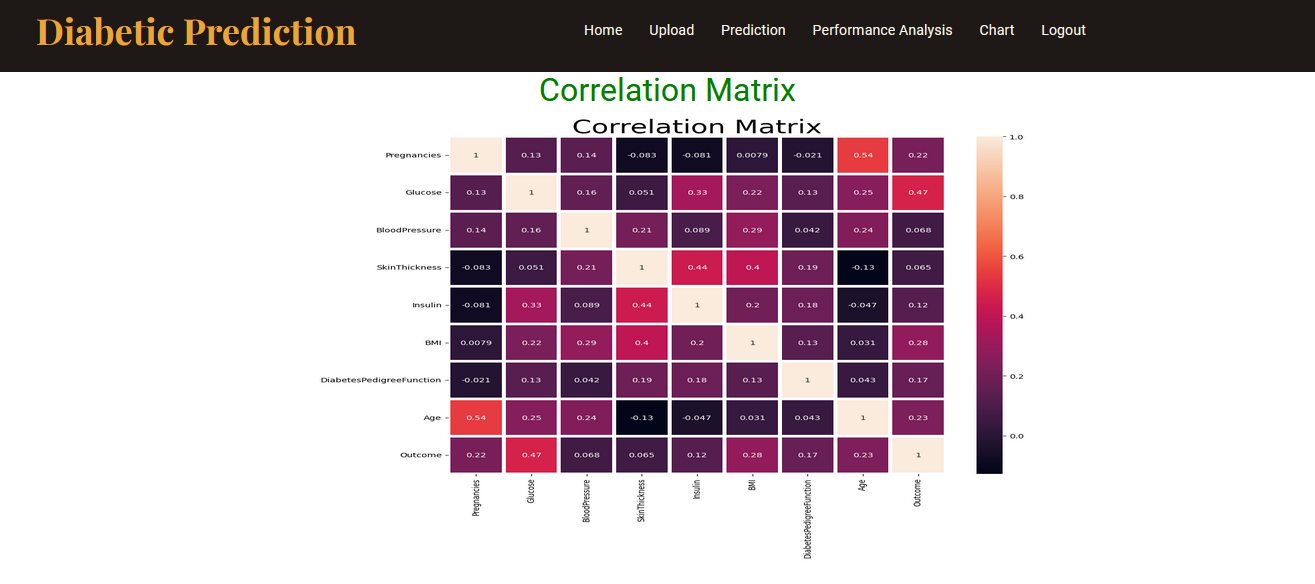 Diabetic Prediction
Home Upload Prediction Performance Analysis Chart Logout
Correlation Matrix
Correlation Matrix
Pregnancies 1 0.13 0.14 -0.083 -0.081 0.0079 -0.021 0.54 0.22
Glucose 0.13 1 0.16 0.051 0.33 0.22 0.13 0.25 0.47
BloodPressure 0.14 0.16 1 0.21 0.089 0.29 0.042 0.24 0.068
SkinThickness -0.083 0.051 0.21 1 0.44 0.4 0.19 -0.13 0.065
Insulin -0.081 0.33 0.089 0.44 1 0.2 0.18 -0.047 0.12
BMI 0.0079 0.22 0.29 0.4 0.2 1 0.13 0.031 0.28
DiabetesPedigreeFunction -0.021 0.13 0.042 0.19 0.18 0.13 1 0.043 0.17
Age 0.54 0.25 0.24 -0.13 -0.047 0.031 0.043 1 0.23
Outcome 0.22 0.47 0.068 0.065 0.12 0.28 0.17 0.23 1
Pregnancies
Glucose
BloodPressure
SkinThickness
Insulin
BMI
DiabetesPedigreeFunction
Age
Outcome
1.0
0.8
0.6
0.4
0.2
0.0